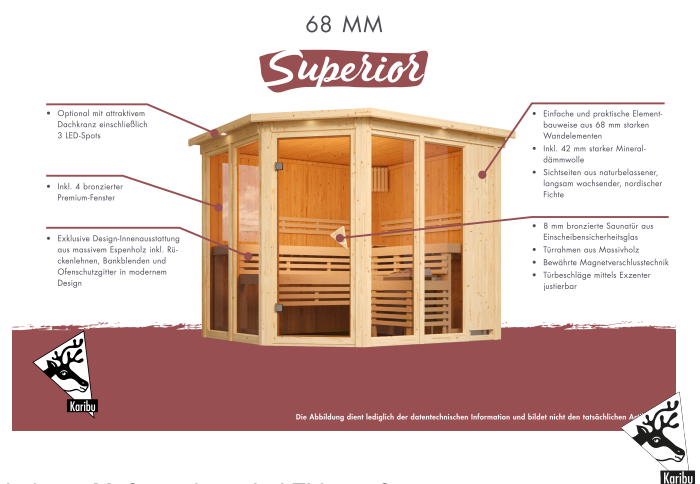 68 MM
Superior
• Optional mit attraktivem
Dachkranz einschließlich
3 LED-Spots
• Inkl. 4 bronzierter
Premium-Fenster
• Exklusive Design-Innenausstattung
aus massivem Espenholz inkl. Rü-
ckenlehnen, Bankblenden und
Ofenschutzgitter in modernem
Design
• Einfache und praktische Element-
bauweise aus 68 mm starken
Wandelementen
• Inkl. 42 mm starker Mineral-
dämmwolle
• Sichtseiten aus naturbelassener,
langsam wachsender, nordischer
Fichte
• 8 mm bronzierte Saunatür aus
Einscheibensicherheitsglas
• Türrahmen aus Massivholz
• Bewährte Magnetverschlusstechnik
• Türbeschläge mittels Exzenter
justierbar
Karibu
Die Abbildung dient lediglich der datentechnischen Information und bildet nicht den tatsächlichen
Karibu